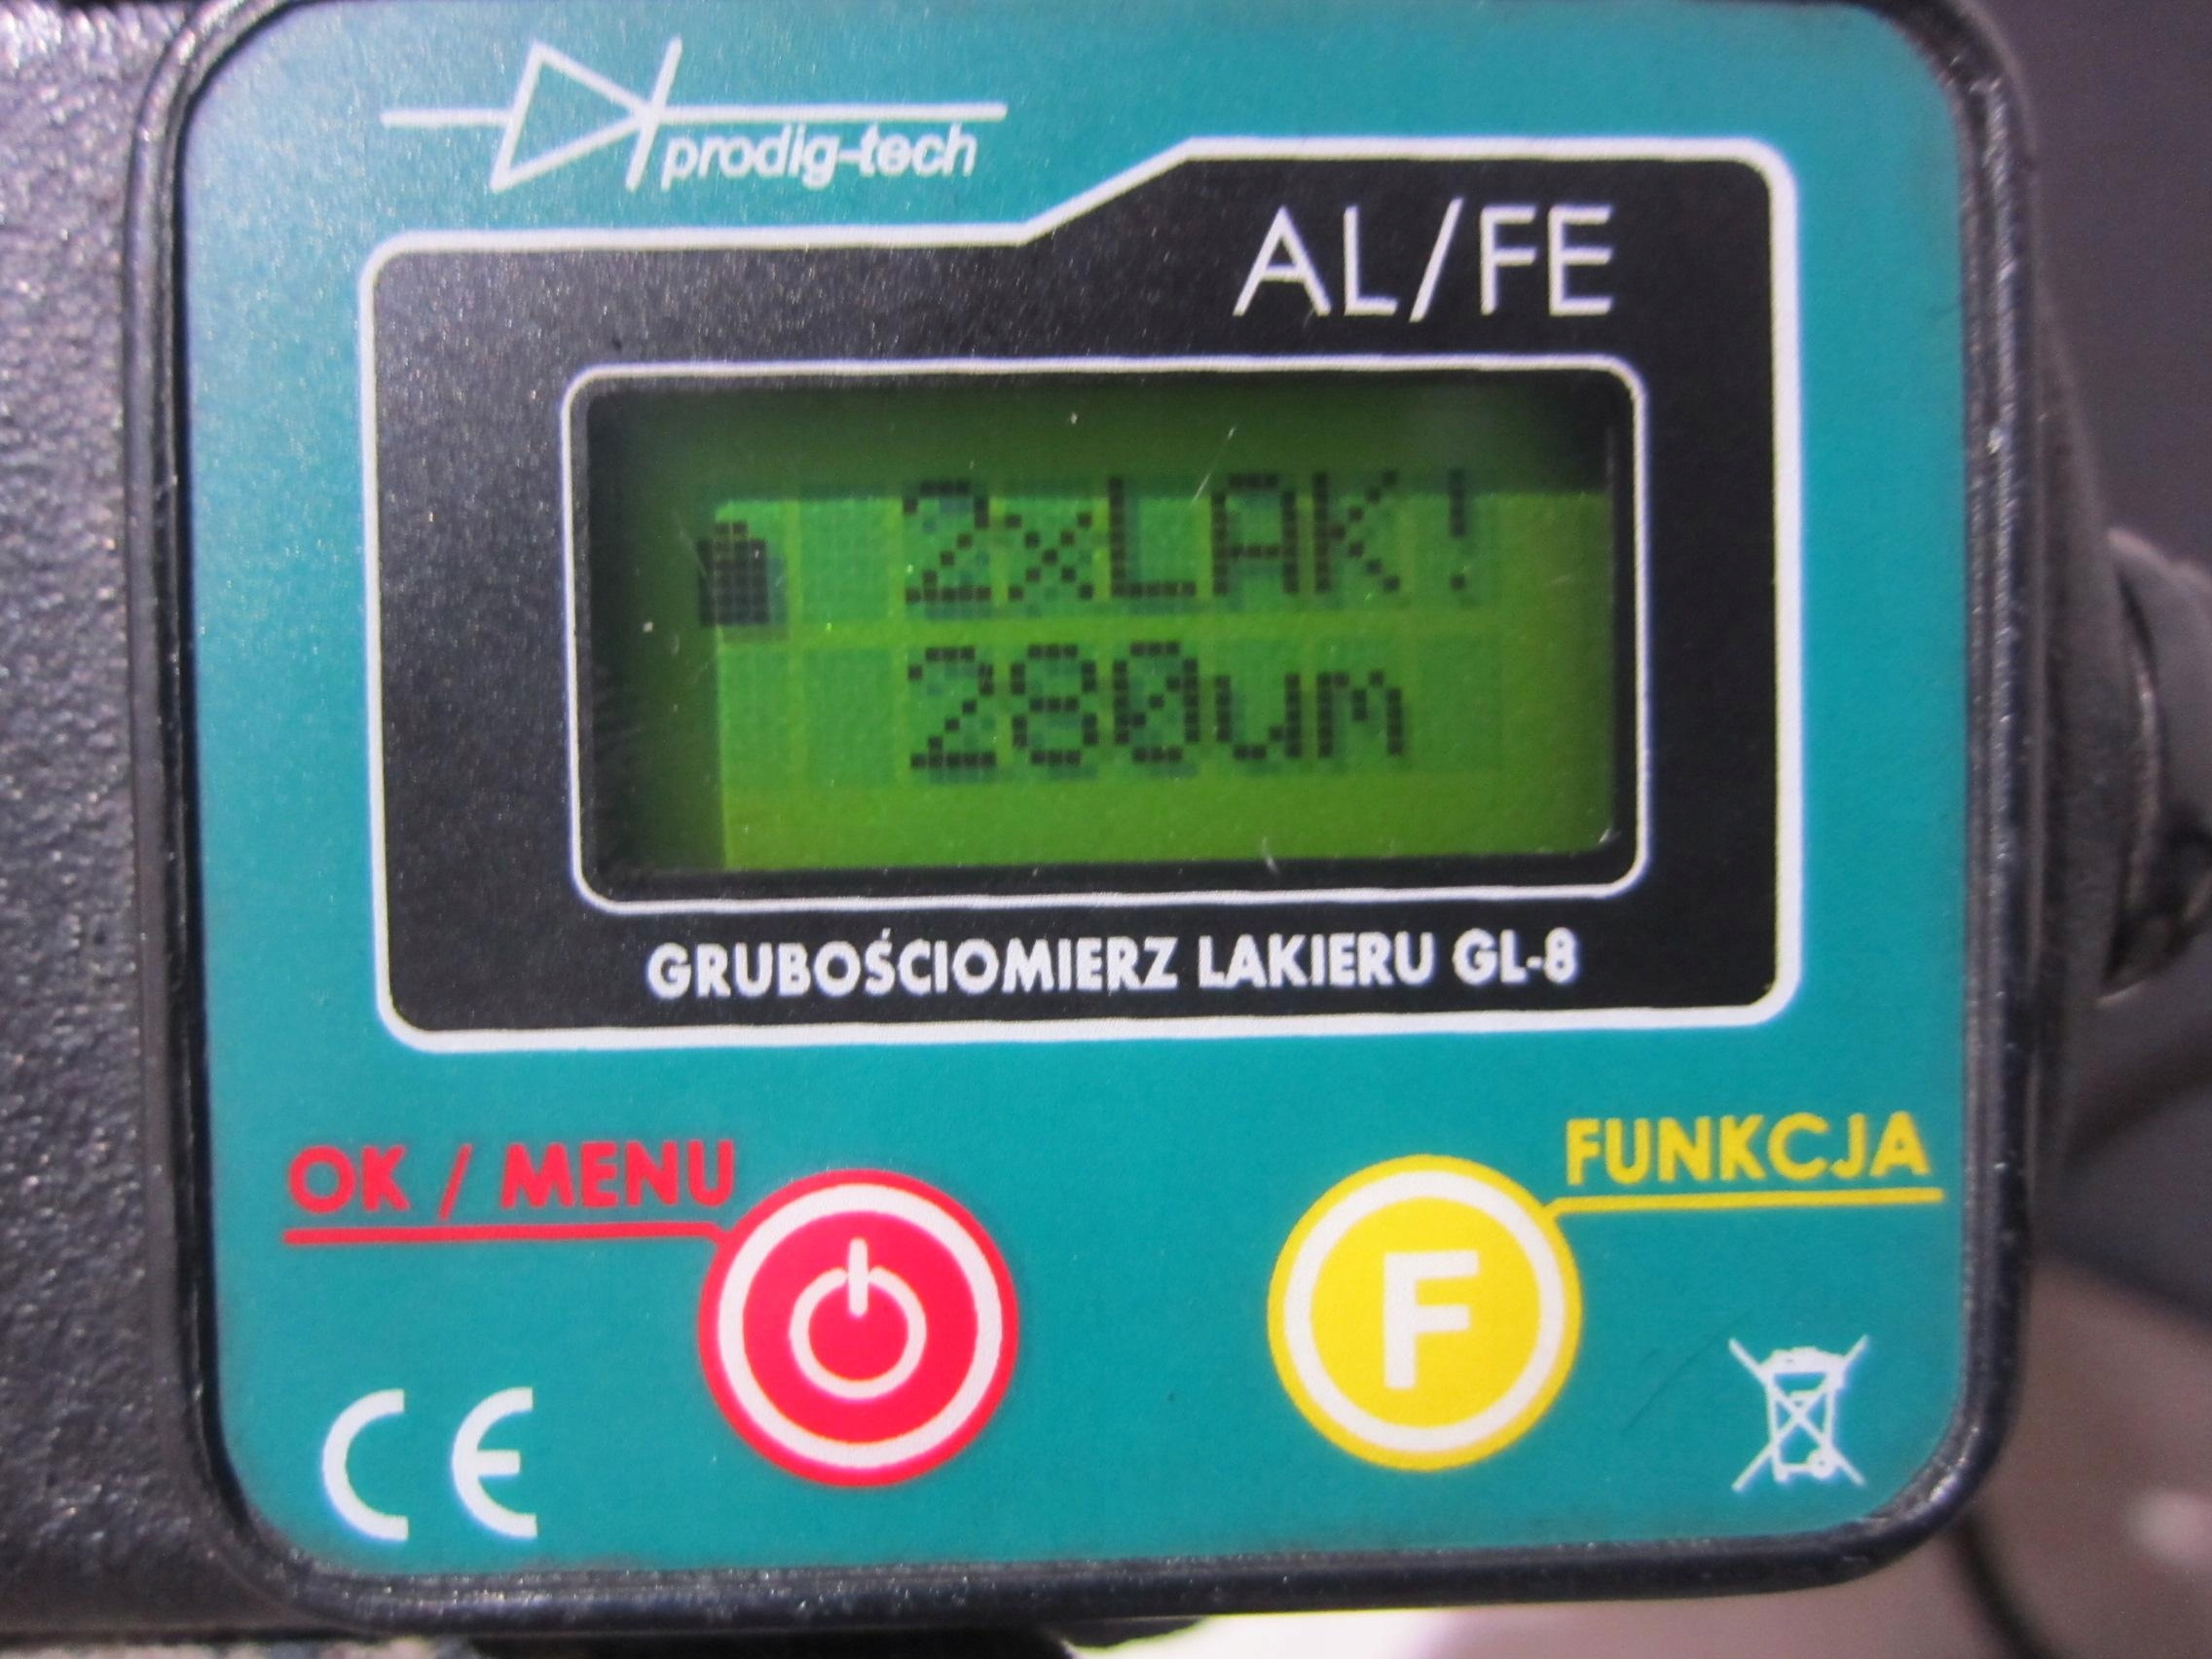 prodig-tech
AL/FE
2xLAK!
280um
GRUBOŚCIOMIERZ LAKIERU GL-8
OK / MENU
FUNKCJA
F
CE